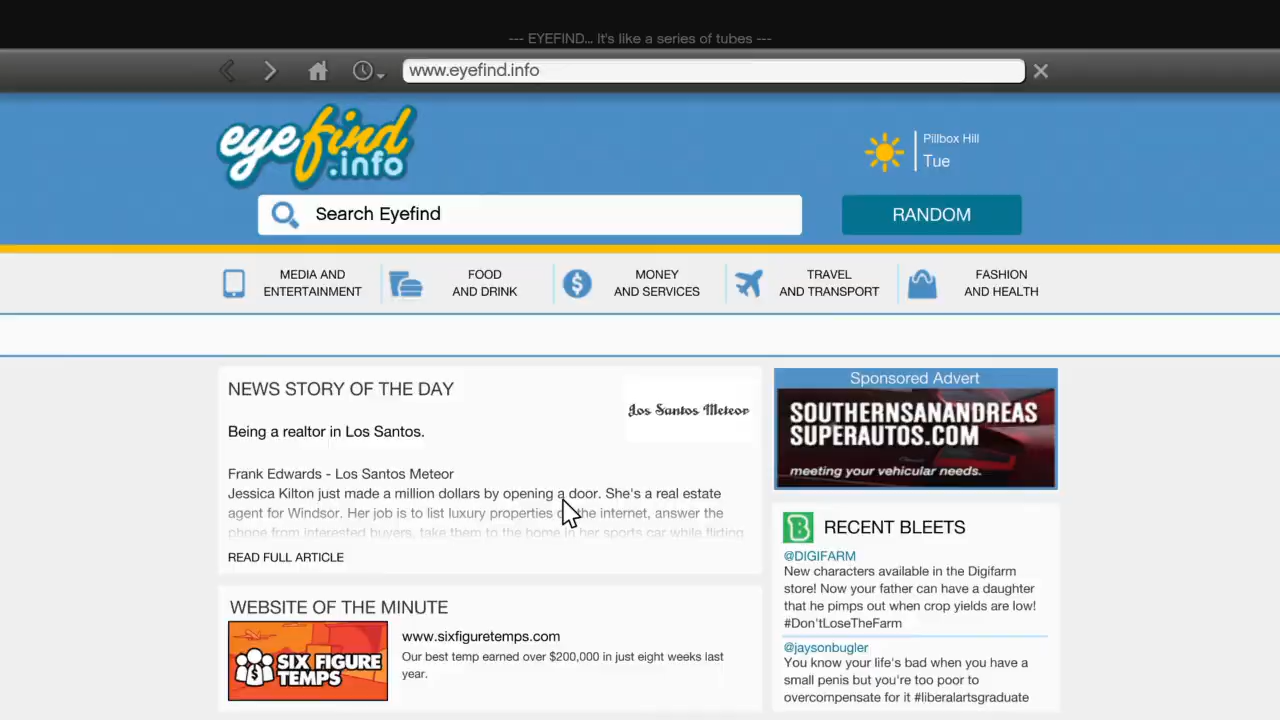 --- EYEFIND... It's like a series of tubes ---
www.eyefind.info
eyefind
.info
Pillbox Hill
Tue
Search Eyefind
RANDOM
MEDIA AND
ENTERTAINMENT
FOOD
AND DRINK
MONEY
AND SERVICES
TRAVEL
AND TRANSPORT
FASHION
AND HEALTH
NEWS STORY OF THE DAY
Los Santos Meteor
Being a realtor in Los Santos.
Frank Edwards - Los Santos Meteor
Jessica Kilton just made a million dollars by opening a door. She's a real estate
agent for Windsor. Her job is to list luxury properties on the internet, answer the
phone from interested buyers, take them to the home in her sports car while flirting
READ FULL ARTICLE
WEBSITE OF THE MINUTE
SIX FIGURE
TEMPS
www.sixfiguretemps.com
Our best temp earned over $200,000 in just eight weeks last
year.
Sponsored Advert
SOUTHERNSANANDREAS
SUPERAUTOS.COM
meeting your vehicular needs.
RECENT BLEETS
@DIGIFARM
New characters available in the Digifarm
store! Now your father can have a daughter
that he pimps out when crop yields are low!
#Don'tLoseTheFarm
@jaysonbugler
You know your life's bad when you have a
small penis but you're too poor to
overcompensate for it #liberalartsgraduate